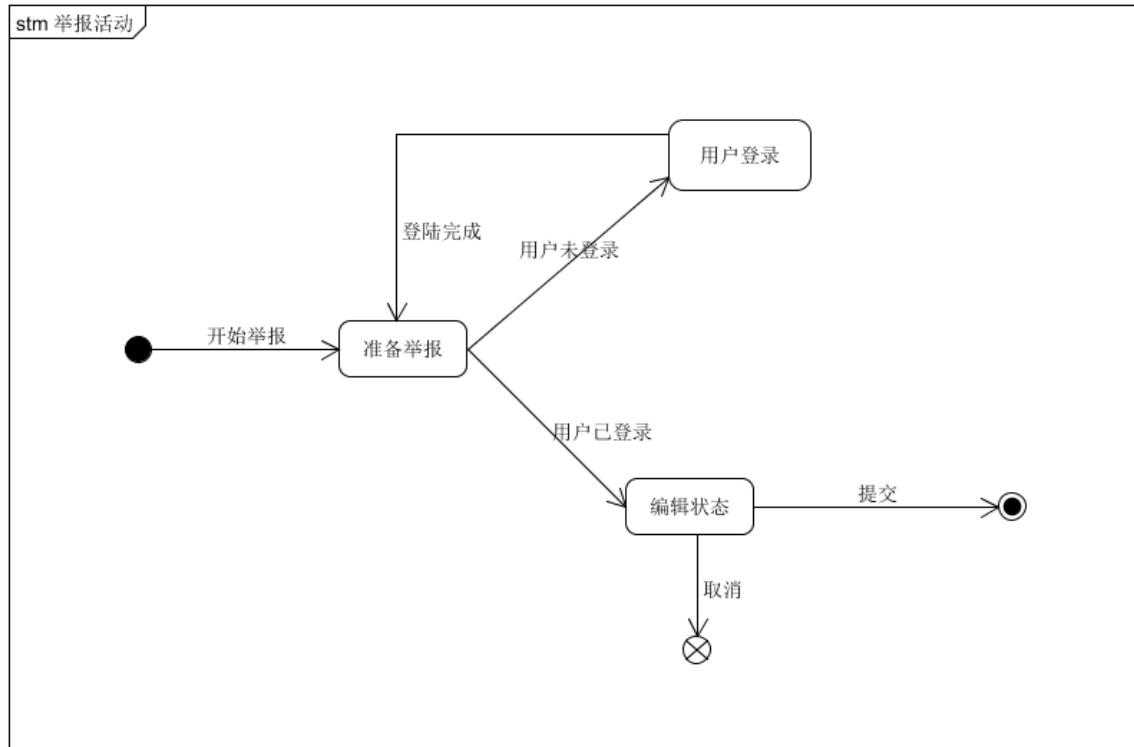 stm 举报活动
用户登录
登陆完成
用户未登录
开始举报
准备举报
用户已登录
编辑状态
提交
取消